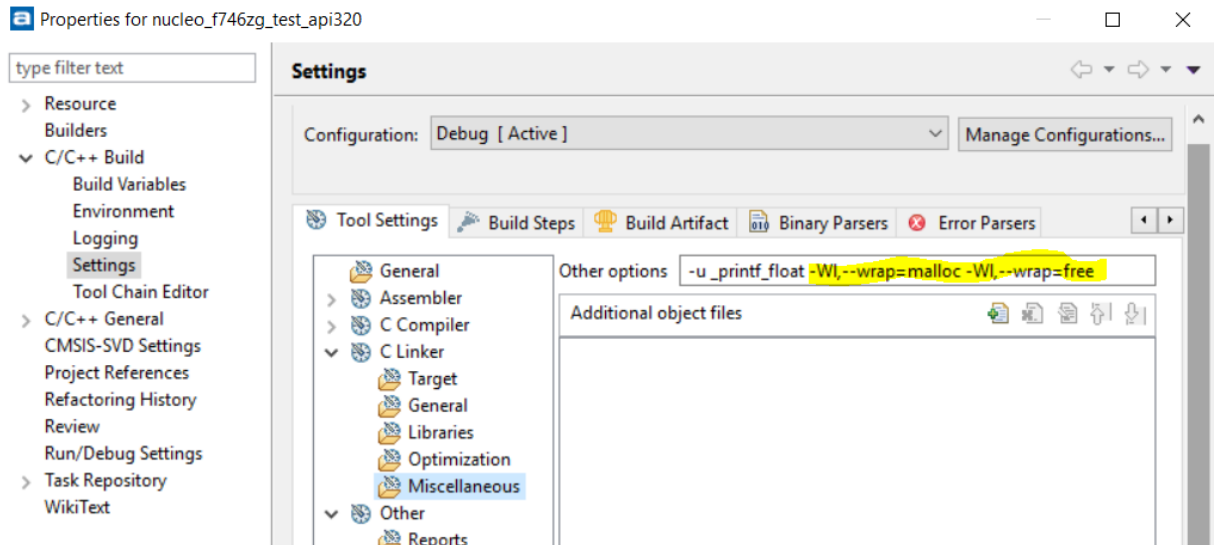 Properties for nucleo_f746zg_test_api320
type filter text
Resource
Builders
C/C++ Build
Build Variables
Environment
Logging
Settings
Tool Chain Editor
C/C++ General
CMSIS-SVD Settings
Project References
Refactoring History
Review
Run/Debug Settings
Task Repository
WikiText
Settings
Configuration: Debug [ Active ] Manage Configurations...
Tool Settings Build Steps Build Artifact Binary Parsers Error Parsers
General
Assembler
C Compiler
C Linker
Target
General
Libraries
Optimization
Miscellaneous
Other
Reports
Other options -u _printf_float -Wl,--wrap=malloc -Wl,--wrap=free
Additional object files